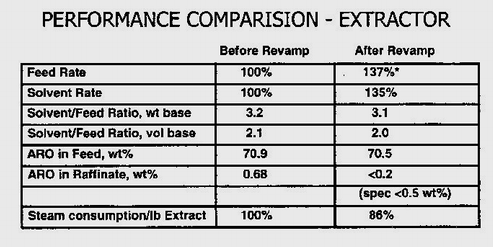 PERFORMANCE COMPARISION - EXTRACTOR
Before Revamp After Revamp
Feed Rate 100% 137%*
Solvent Rate 100% 135%
Solvent/Feed Ratio, wt base 3.2 3.1
Solvent/Feed Ratio, vol base 2.1 2.0
ARO in Feed, wt% 70.9 70.5
ARO in Raffinate, wt% 0.68 <0.2
(spec <0.5 wt%)
Steam consumption/lb Extract 100% 86%